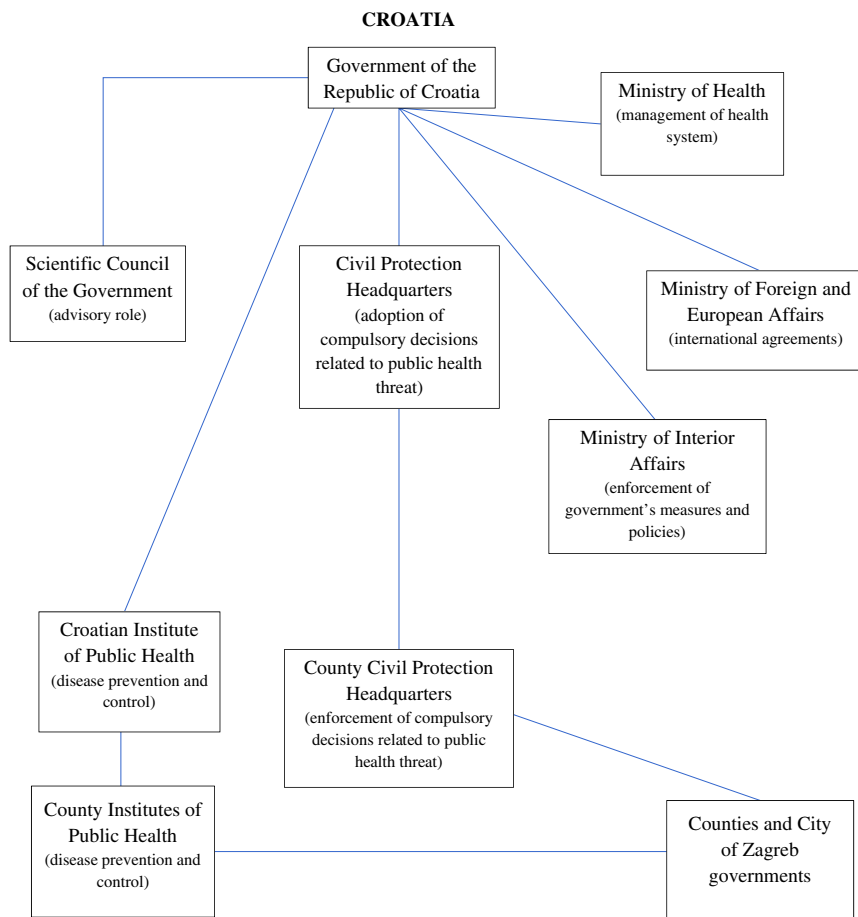 CROATIA
Government of the
Republic of Croatia
Ministry of Health
(management of health
system)
Scientific Council
of the Government
(advisory role)
Civil Protection
Headquarters
(adoption of
compulsory decisions
related to public health
threat)
Ministry of Foreign and
European Affairs
(international agreements)
Ministry of Interior
Affairs
(enforcement of
government’s measures and
policies)
Croatian Institute
of Public Health
(disease prevention and
control)
County Civil Protection
Headquarters
(enforcement of compulsory
decisions related to public
health threat)
County Institutes of
Public Health
(disease prevention and
control)
Counties and City
of Zagreb
governments